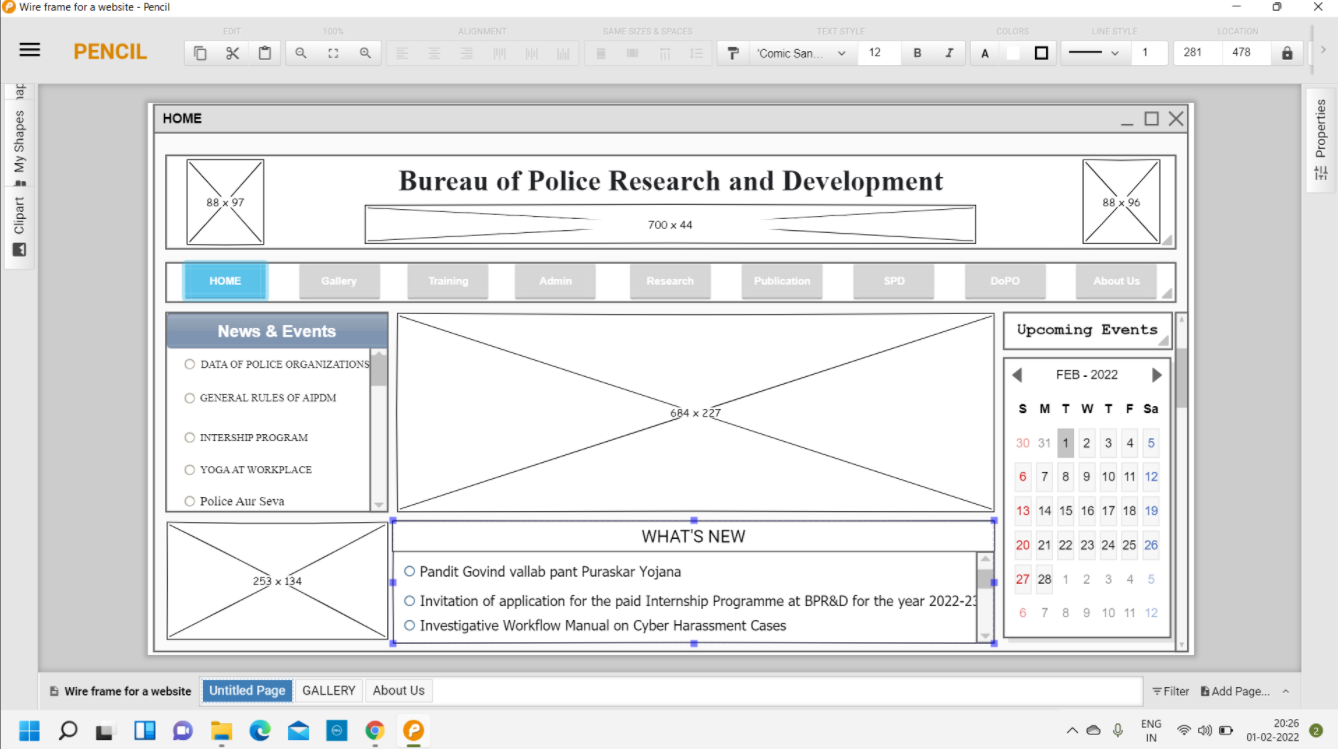 Wire frame for a website - Pencil
EDIT 100% ALIGNMENT SAME SIZES & SPACES TEXT STYLE COLORS LINE STYLE LOCATION
PENCIL 'Comic San... 12 B I A 1 281 478
My Shapes
Clipart
Properties
HOME
88 x 97
Bureau of Police Research and Development
700 x 44
88 x 96
HOME Gallery Training Admin Research Publication SPD DoPO About Us
News & Events
DATA OF POLICE ORGANIZATIONS
GENERAL RULES OF AIPDM
INTERSHIP PROGRAM
YOGA AT WORKPLACE
Police Aur Seva
684 x 227
Upcoming Events
FEB - 2022
S M T W T F Sa
30 31 1 2 3 4 5
6 7 8 9 10 11 12
13 14 15 16 17 18 19
20 21 22 23 24 25 26
27 28 1 2 3 4 5
6 7 8 9 10 11 12
253 x 134
WHAT'S NEW
Pandit Govind vallab pant Puraskar Yojana
Invitation of application for the paid Internship Programme at BPR&D for the year 2022-23
Investigative Workflow Manual on Cyber Harassment Cases
Wire frame for a website Untitled Page GALLERY About Us Filter Add Page...
ENG
IN
20:26
01-02-2022
2